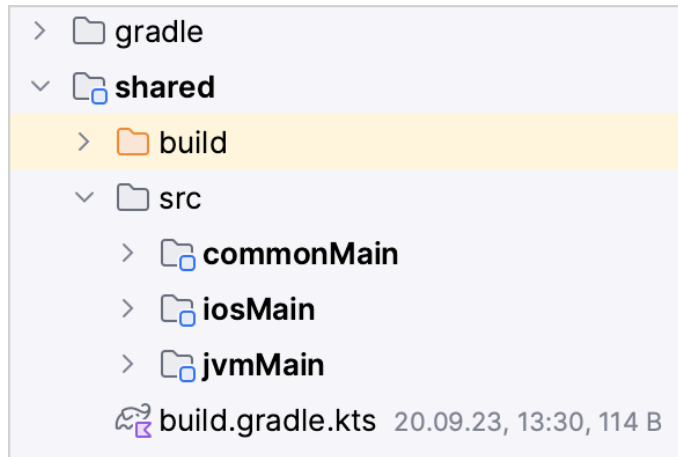 gradle
shared
build
src
commonMain
iosMain
jvmMain
build.gradle.kts 20.09.23, 13:30, 114 B